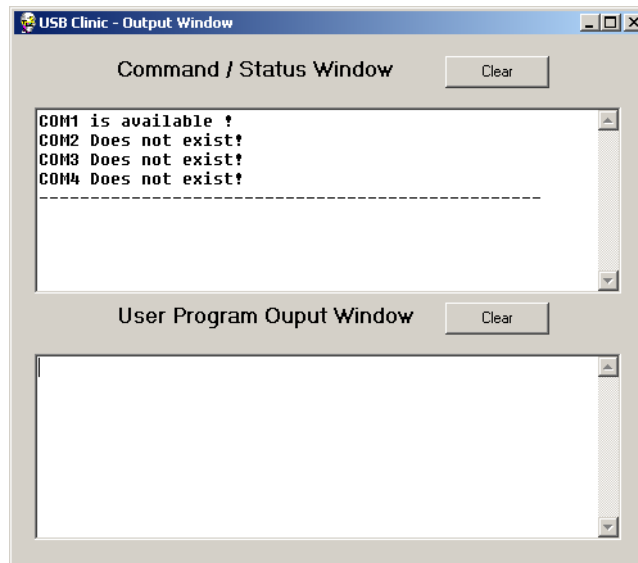 USB Clinic - Output Window
Command / Status Window
Clear
COM1 is available !
COM2 Does not exist!
COM3 Does not exist!
COM4 Does not exist!
-------------------------------------------------
User Program Ouput Window
Clear